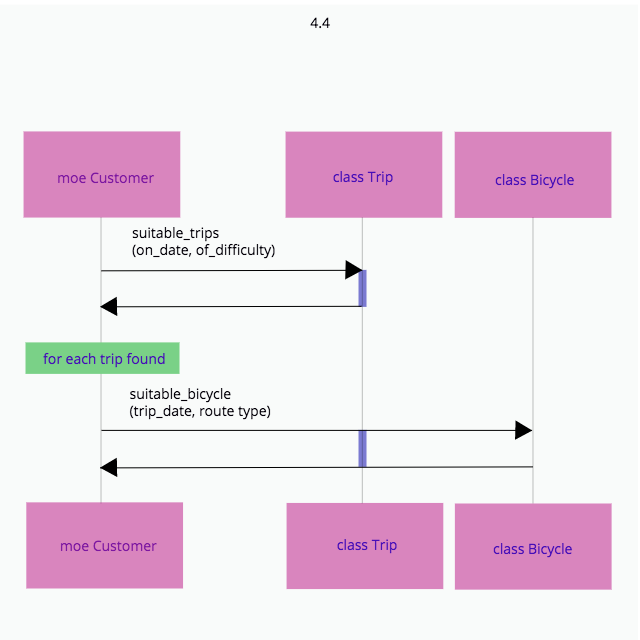 4.4
moe Customer
class Trip
class Bicycle
suitable_trips
(on_date, of_difficulty)
for each trip found
suitable_bicycle
(trip_date, route type)
moe Customer
class Trip
class Bicycle